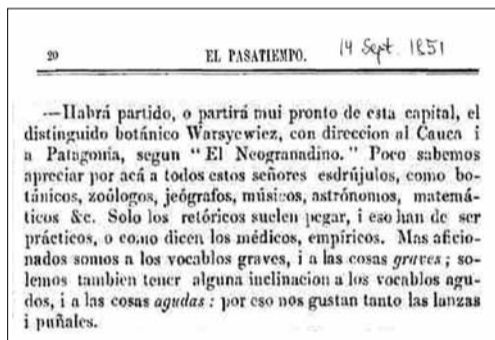 20 EL PASATIEMPO. 14 Sept. 1851
—Habrá partido, o partirá mui pronto de esta capital, el
distinguido botánico Warsycwiez, con direccion al Cauca i
a Patagonia, segun "El Neogranadino." Poco sabemos
apreciar por acá a todos estos señores esdrújulos, como bo-
tánicos, zoólogos, jeógrafos, músicos, astrónomos, matemá-
ticos &c. Solo los retóricos suelen pegar, i eso han de ser
prácticos, o como dicen los médicos, empíricos. Mas aficio-
nados somos a los vocablos graves, i a las cosas graves; so-
lemos tambien tener alguna inclinacion a los vocablos agu-
dos, i a las cosas agudas: por eso nos gustan tanto las lanzas
i puñales.